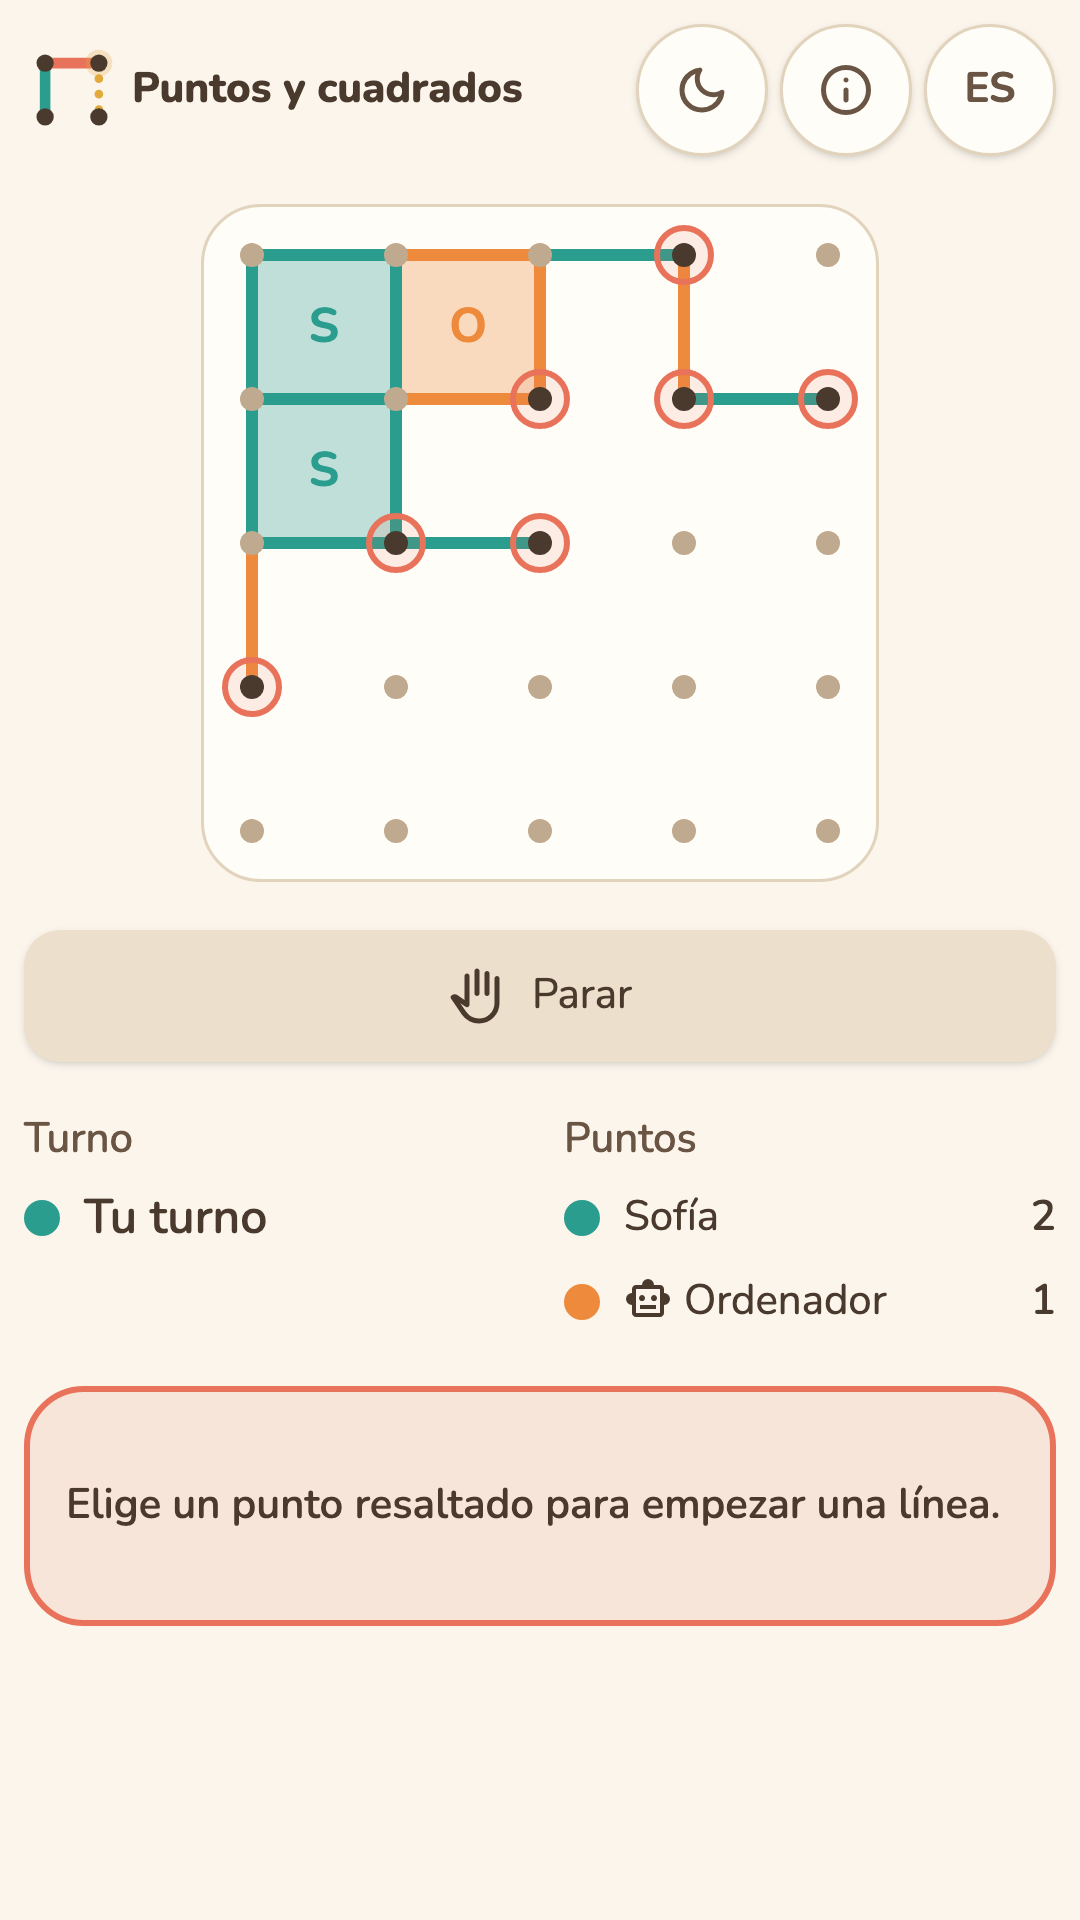 Puntos y cuadrados
ES
S
O
S
Parar
Turno
Tu turno
Puntos
Sofía 2
Ordenador 1
Elige un punto resaltado para empezar una línea.